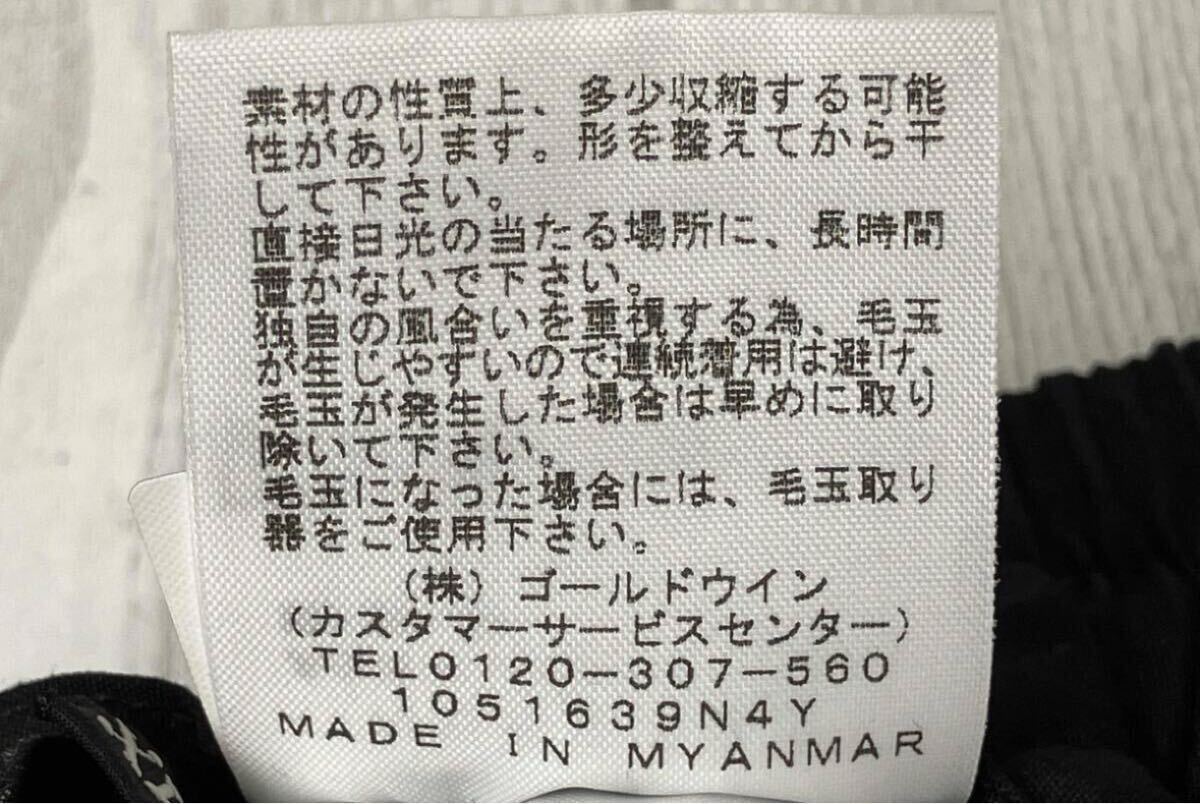 素材の性質上、多少収縮する可能
性があります。形を整えてから干
して下さい。
直接日光の当たる場所に、長時間
置かないで下さい。
独自の風合いを重視する為、毛玉
が生じやすいので連続着用は避け、
毛玉が発生した場合は早めに取り
除いて下さい。
毛玉になった場合には、毛玉取り
器をご使用下さい。
（株）ゴールドウイン
（カスタマーサービスセンター）
TEL0120-307-560
1051639N4Y
MADE IN MYANMAR